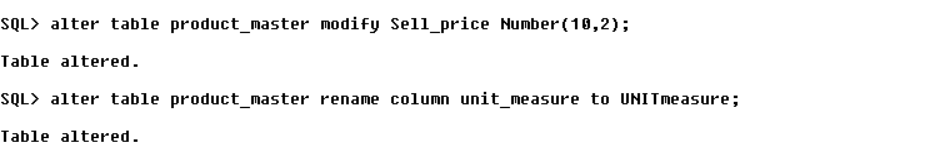 SQL> alter table product_master modify Sell_price Number(10,2);
Table altered.
SQL> alter table product_master rename column unit_measure to UNITmeasure;
Table altered.